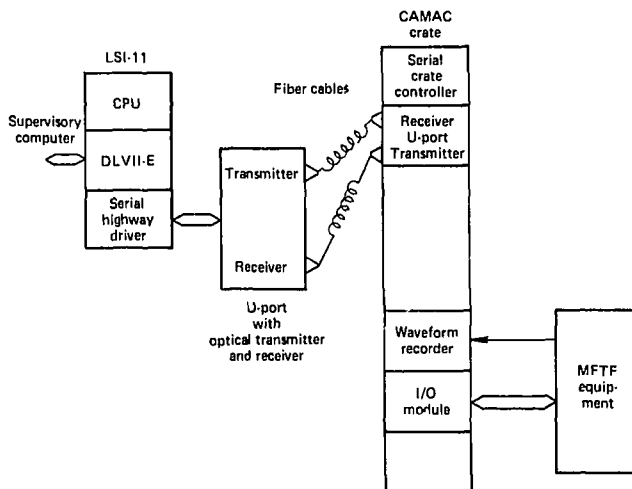 CAMAC
crate
LSI-11
Serial
crate
controller
Fiber cables
CPU
Supervisory
computer
DLVII-E
Receiver
U-port
Transmitter
Transmitter
Serial
highway
driver
Receiver
U-port
with
optical transmitter
and receiver
Waveform
recorder
MFTF
equip-
ment
I/O
module